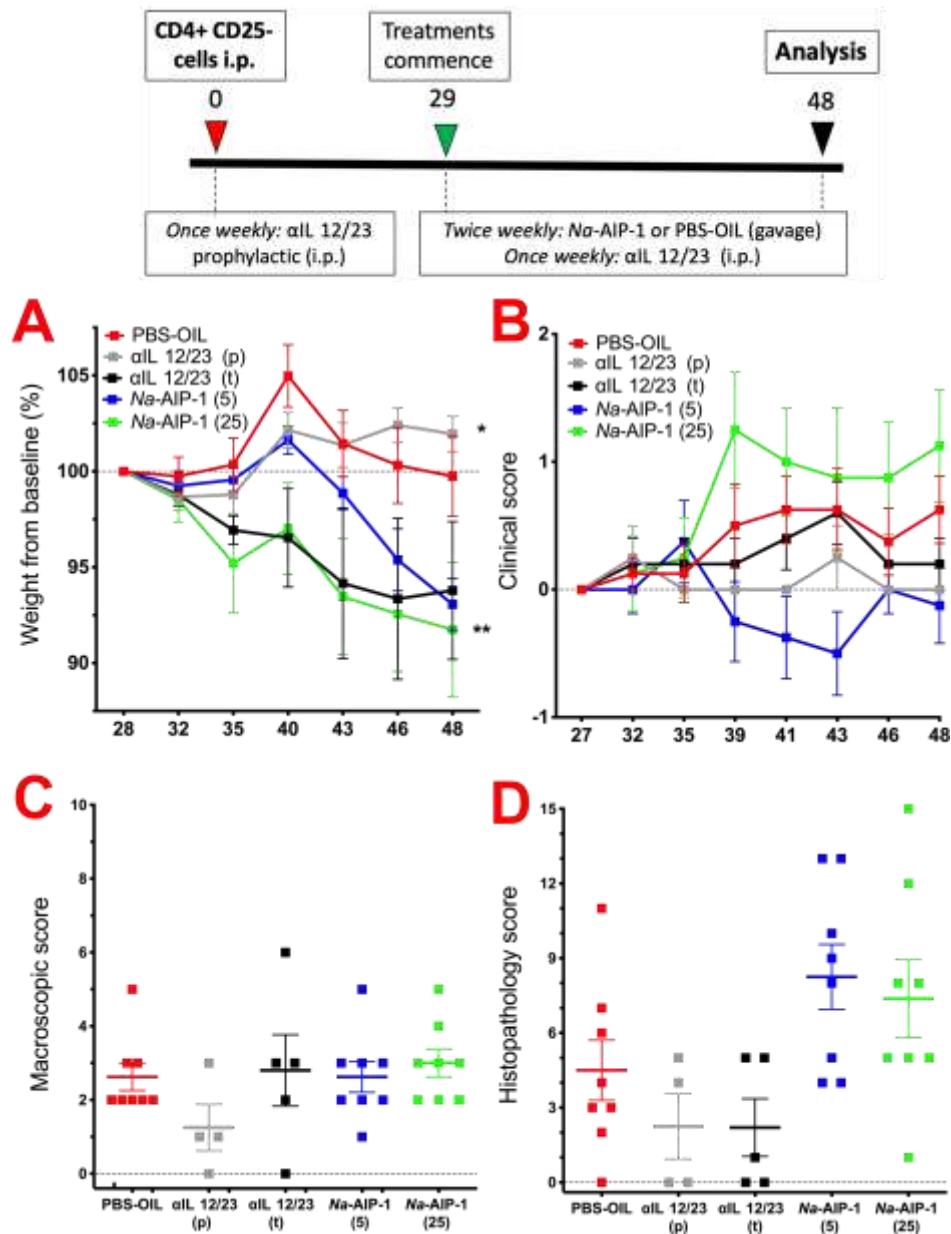 CD4+ CD25-
cells i.p.
0
Treatments
commence
29
Analysis
48
Once weekly: αIL 12/23
prophylactic (i.p.)
Twice weekly: Na-AIP-1 or PBS-OIL (gavage)
Once weekly: αIL 12/23 (i.p.)
A
PBS-OIL
αIL 12/23 (p)
αIL 12/23 (t)
Na-AIP-1 (5)
Na-AIP-1 (25)
Weight from baseline (%)
105
100
95
90
*
**
28 32 35 40 43 46 48
B
PBS-OIL
αIL 12/23 (p)
αIL 12/23 (t)
Na-AIP-1 (5)
Na-AIP-1 (25)
Clinical score
2
1
0
-1
27 32 35 39 41 43 46 48
C
Macroscopic score
10
8
6
4
2
0
PBS-OIL αIL 12/23 αIL 12/23 Na-AIP-1 Na-AIP-1
(p) (t) (5) (25)
D
Histopathology score
15
12
9
6
3
0
PBS-OIL αIL 12/23 αIL 12/23 Na-AIP-1 Na-AIP-1
(p) (t) (5) (25)